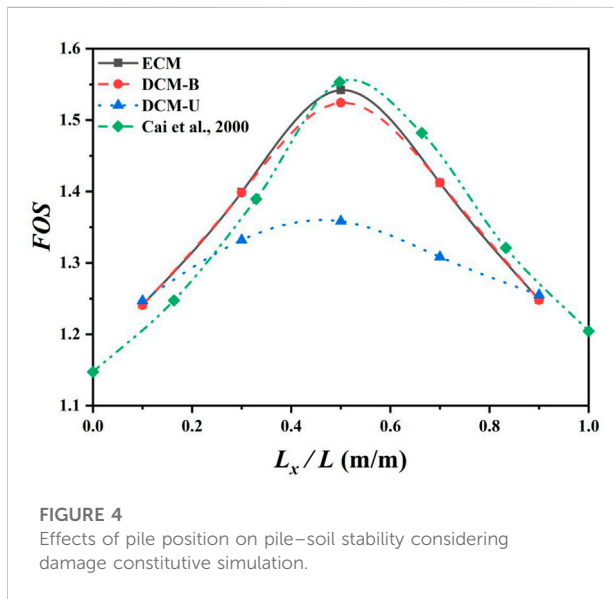 1.6
ECM
DCM-B
DCM-U
Cai et al., 2000
1.5
1.4
FOS
1.3
1.2
1.1
0.0 0.2 0.4 0.6 0.8 1.0
Lx / L (m/m)
FIGURE 4
Effects of pile position on pile–soil stability considering
damage constitutive simulation.